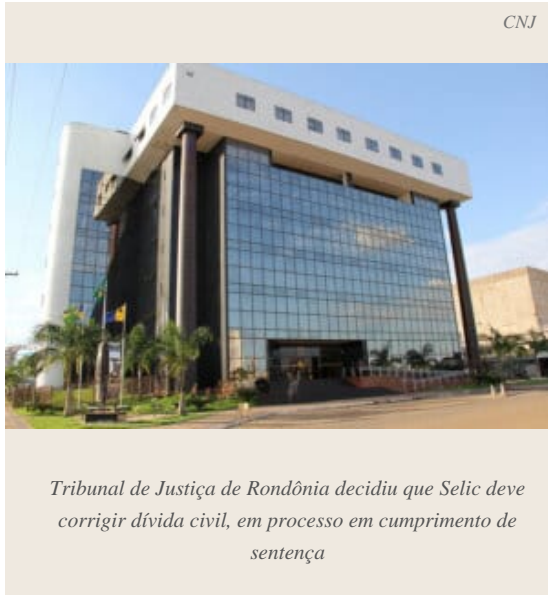 CNJ
Tribunal de Justiça de Rondônia decidiu que Selic deve
corrigir dívida civil, em processo em cumprimento de
sentença